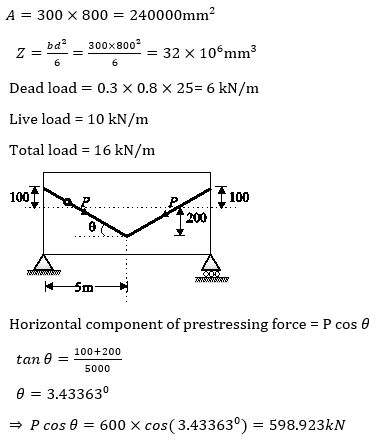 A = 300 × 800 = 240000mm²
Z = bd²/6 = 300×800²/6 = 32 × 10⁶mm³
Dead load = 0.3 × 0.8 × 25= 6 kN/m
Live load = 10 kN/m
Total load = 16 kN/m
100 P P 100
θ 200
5m
Horizontal component of prestressing force = P cos θ
tan θ = 100+200/5000
θ = 3.43363⁰
⇒ P cos θ = 600 × cos(3.43363⁰) = 598.923kN